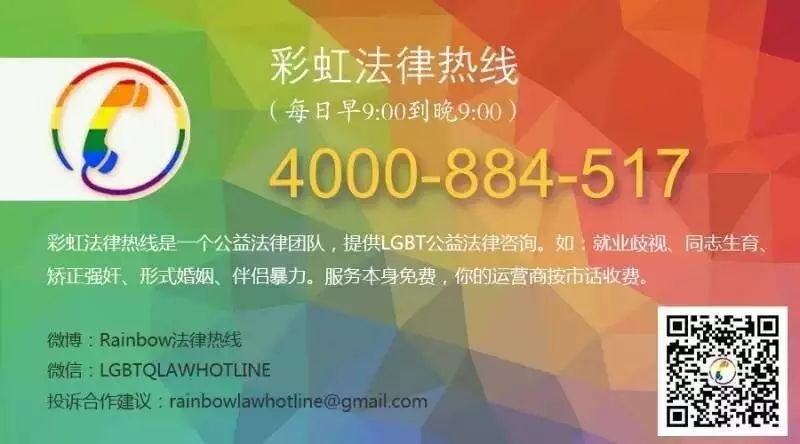 彩虹法律热线
（每日早9:00到晚9:00）
4000-884-517
彩虹法律热线是一个公益法律团队，提供LGBT公益法律咨询。如：就业歧视、同志生育、
矫正强奸、形式婚姻、伴侣暴力。服务本身免费，你的运营商按市话收费。
微博：Rainbow法律热线
微信：LGBTQLAWHOTLINE
投诉合作建议：rainbowlawhotline@gmail.com